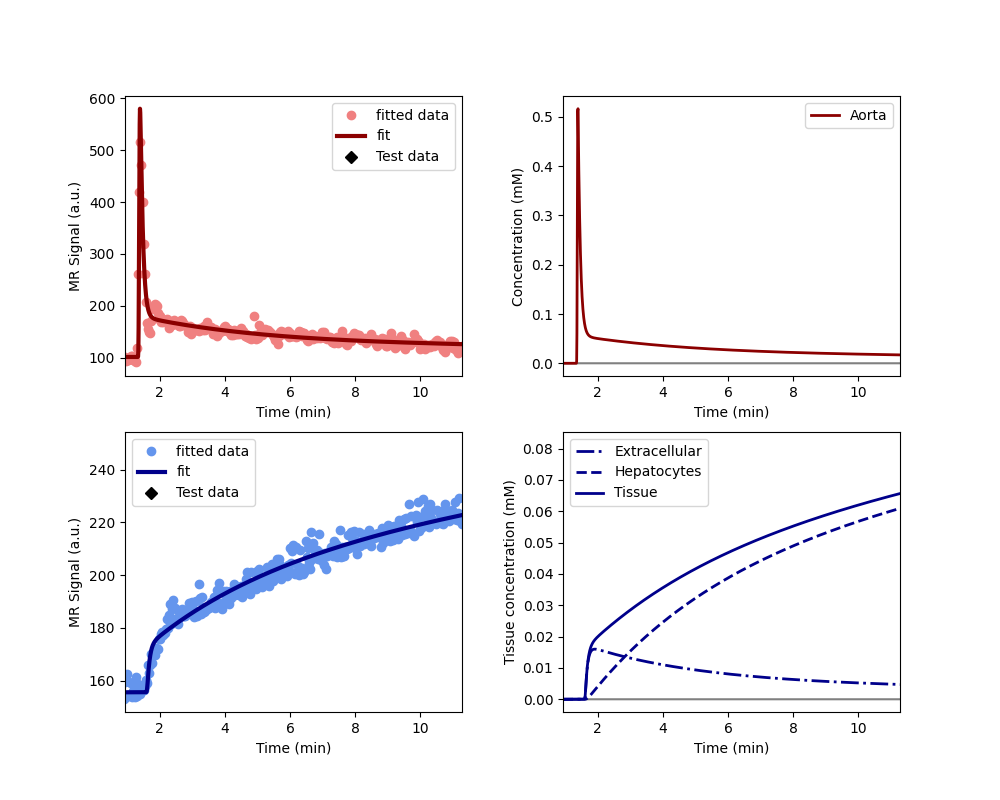 600
500
400
300
200
100
MR Signal (a.u.)
fitted data
fit
Test data
2 4 6 8 10
Time (min)
0.5
0.4
0.3
0.2
0.1
0.0
Concentration (mM)
Aorta
2 4 6 8 10
Time (min)
240
220
200
180
160
MR Signal (a.u.)
fitted data
fit
Test data
2 4 6 8 10
Time (min)
0.08
0.07
0.06
0.05
0.04
0.03
0.02
0.01
0.00
Tissue concentration (mM)
Extracellular
Hepatocytes
Tissue
2 4 6 8 10
Time (min)